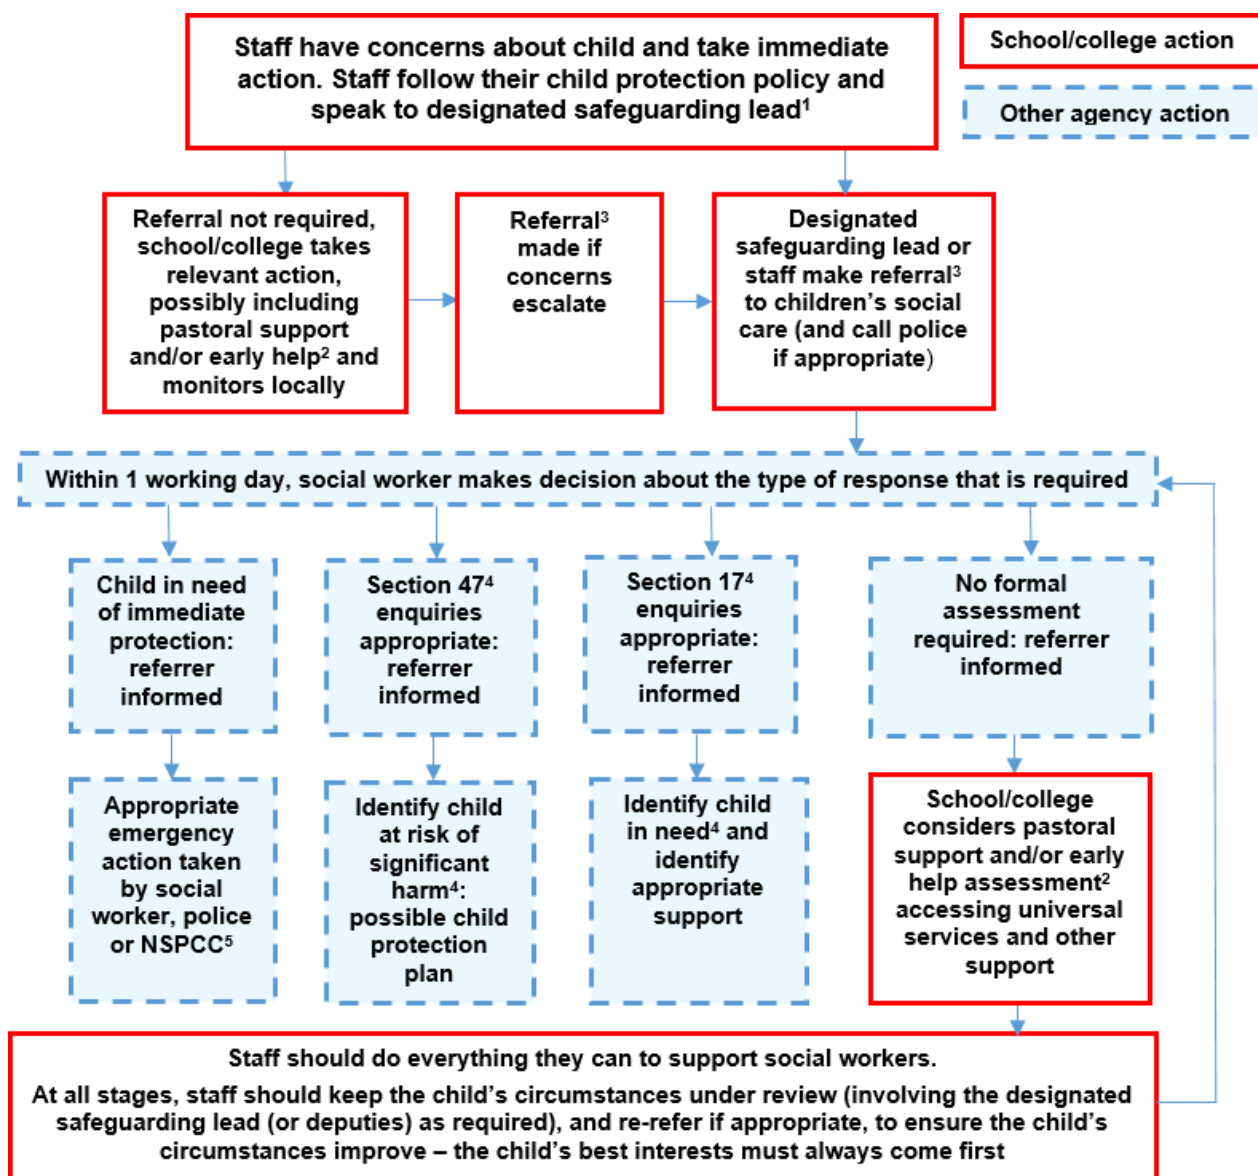 Staff have concerns about child and take immediate
action. Staff follow their child protection policy and
speak to designated safeguarding lead¹
School/college action
Other agency action
Referral not required,
school/college takes
relevant action,
possibly including
pastoral support
and/or early help² and
monitors locally
Referral³
made if
concerns
escalate
Designated
safeguarding lead or
staff make referral³
to children’s social
care (and call police
if appropriate)
Within 1 working day, social worker makes decision about the type of response that is required
Child in need
of immediate
protection:
referrer
informed
Section 47⁴
enquiries
appropriate:
referrer
informed
Section 17⁴
enquiries
appropriate:
referrer
informed
No formal
assessment
required: referrer
informed
Appropriate
emergency
action taken
by social
worker, police
or NSPCC⁵
Identify child
at risk of
significant
harm⁴:
possible child
protection
plan
Identify child
in need⁴ and
identify
appropriate
support
School/college
considers pastoral
support and/or early
help assessment²
accessing universal
services and other
support
Staff should do everything they can to support social workers.
At all stages, staff should keep the child’s circumstances under review (involving the designated
safeguarding lead (or deputies) as required), and re-refer if appropriate, to ensure the child’s
circumstances improve – the child’s best interests must always come first